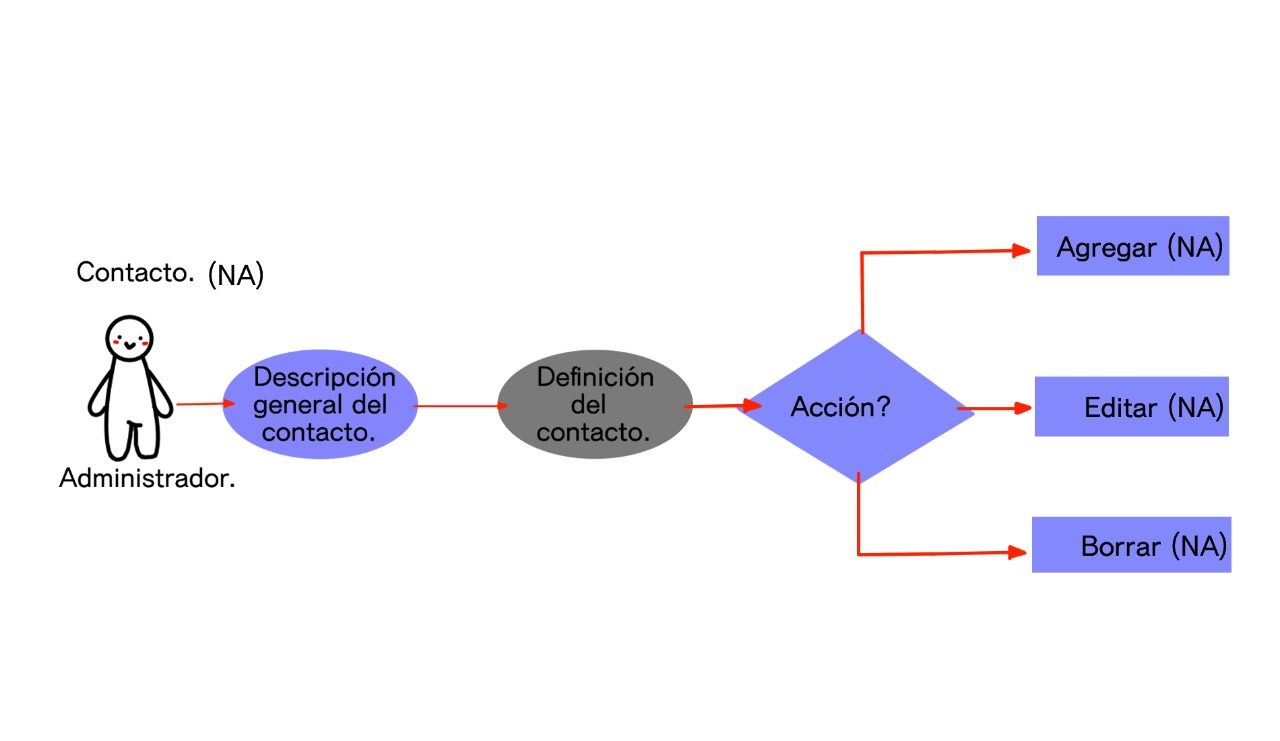 Contacto. (NA)
Administrador.
Descripción
general del
contacto.
Definición
del
contacto.
Acción?
Agregar (NA)
Editar (NA)
Borrar (NA)